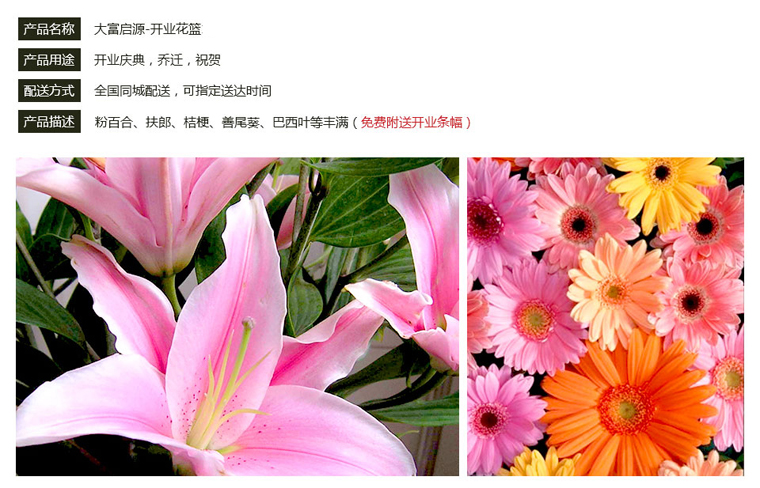 产品名称 大富启源-开业花篮
产品用途 开业庆典，乔迁，祝贺
配送方式 全国同城配送，可指定送达时间
产品描述 粉百合、扶郎、桔梗、善尾葵、巴西叶等丰满（免费附送开业条幅）